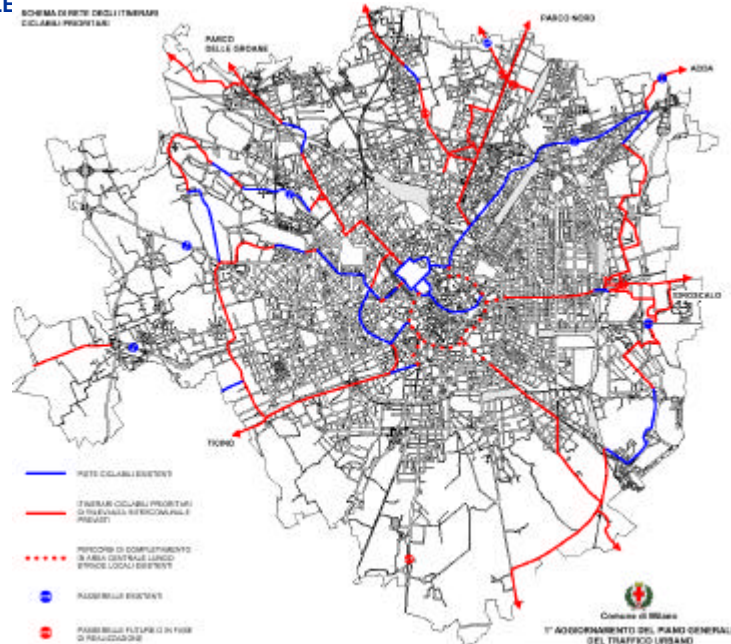 SCHEMA DI RETE DEGLI ITINERARI
CICLABILI PRIORITARI
PARCO
DELLE GROANE
PARCO NORD
ADDA
IDROSCALO
TICINO
PISTE CICLABILI ESISTENTI
ITINERARI CICLABILI PRIORITARI
DI RILEVANZA INTERCOMUNALE
PREVISTI
PERCORSI DI COMPLETAMENTO
IN AREA CENTRALE LUNGO
STRADE LOCALI ESISTENTI
PASSERELLE ESISTENTI
PASSERELLE FUTURE O IN FASE
DI REALIZZAZIONE
Comune di Milano
1° AGGIORNAMENTO DEL PIANO GENERALE
DEL TRAFFICO URBANO